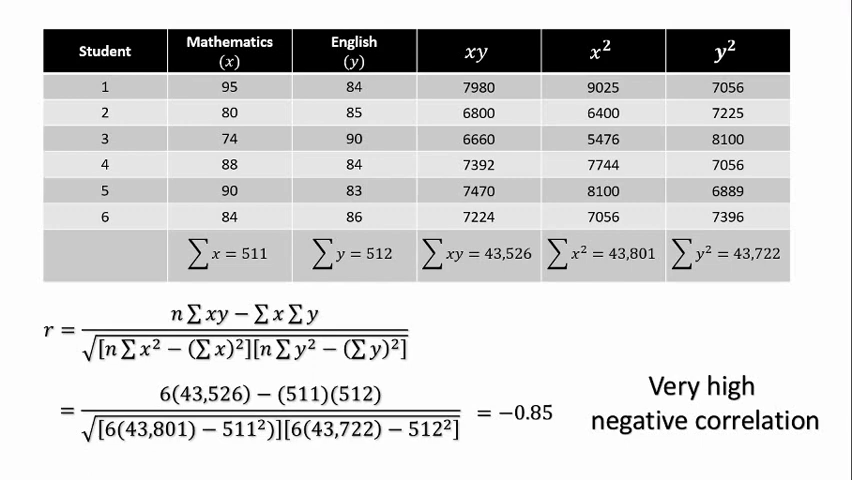 Student Mathematics (x) English (y) xy x² y²
1 95 84 7980 9025 7056
2 80 85 6800 6400 7225
3 74 90 6660 5476 8100
4 88 84 7392 7744 7056
5 90 83 7470 8100 6889
6 84 86 7224 7056 7396
∑x = 511 ∑y = 512 ∑xy = 43,526 ∑x² = 43,801 ∑y² = 43,722
r = n∑xy − ∑x∑y / √[n∑x² − (∑x)²][n∑y² − (∑y)²]
= 6(43,526) − (511)(512) / √[6(43,801) − 511²)][6(43,722) − 512²] = −0.85
Very high
negative correlation